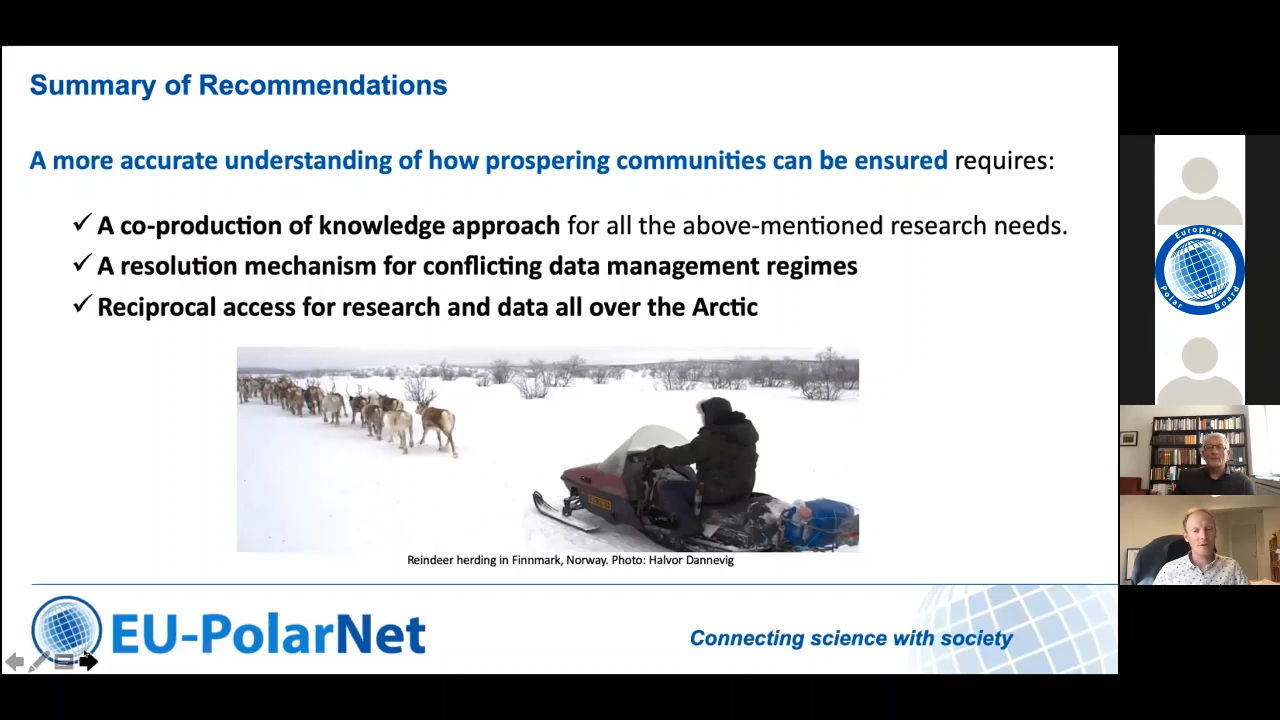 Summary of Recommendations
A more accurate understanding of how prospering communities can be ensured requires:
✓ A co-production of knowledge approach for all the above-mentioned research needs.
✓ A resolution mechanism for conflicting data management regimes
✓ Reciprocal access for research and data all over the Arctic
Reindeer herding in Finnmark, Norway. Photo: Halvor Dannevig
EU-PolarNet
Connecting science with society
European
Polar Board